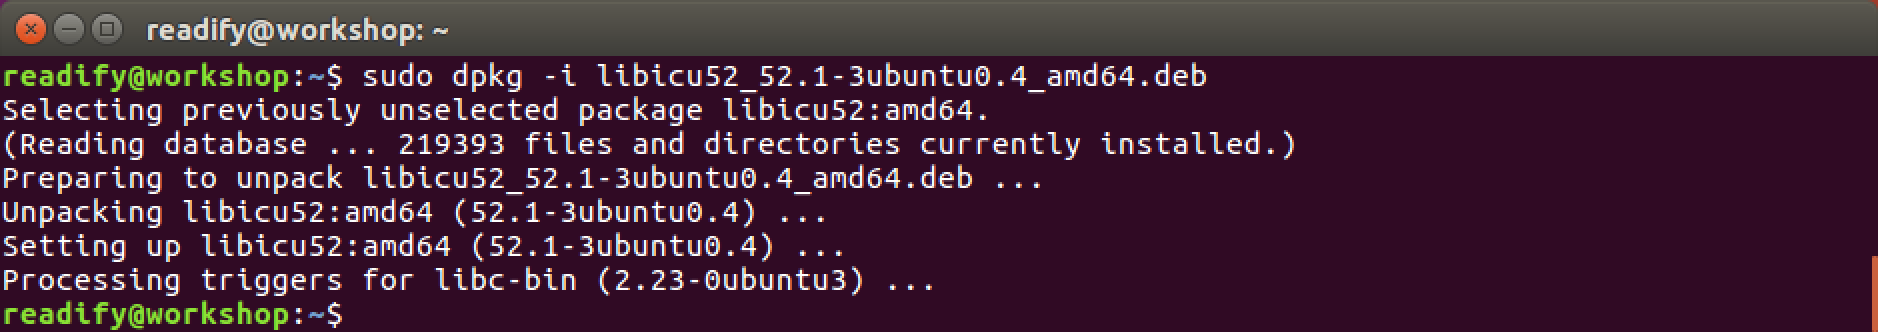 readify@workshop: ~
readify@workshop:~$ sudo dpkg -i libicu52_52.1-3ubuntu0.4_amd64.deb
Selecting previously unselected package libicu52:amd64.
(Reading database ... 219393 files and directories currently installed.)
Preparing to unpack libicu52_52.1-3ubuntu0.4_amd64.deb ...
Unpacking libicu52:amd64 (52.1-3ubuntu0.4) ...
Setting up libicu52:amd64 (52.1-3ubuntu0.4) ...
Processing triggers for libc-bin (2.23-0ubuntu3) ...
readify@workshop:~$